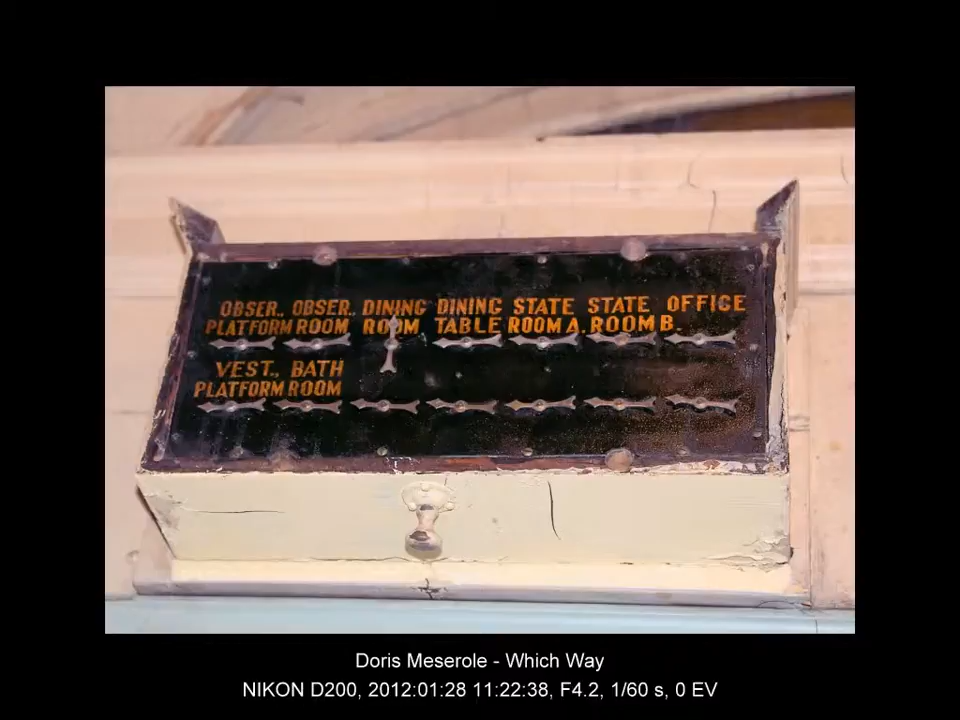 OBSER.. OBSER.. DINING DINING STATE STATE OFFICE
PLATFORM ROOM ROOM TABLE ROOM A. ROOM B.
VEST., BATH
PLATFORM ROOM
Doris Meserole - Which Way
NIKON D200, 2012:01:28 11:22:38, F4.2, 1/60 s, 0 EV